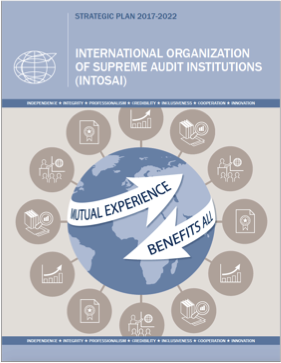 STRATEGIC PLAN 2017-2022
INTERNATIONAL ORGANIZATION
OF SUPREME AUDIT INSTITUTIONS
(INTOSAI)
INDEPENDENCE ★ INTEGRITY ★ PROFESSIONALISM ★ CREDIBILITY ★ INCLUSIVENESS ★ COOPERATION ★ INNOVATION
MUTUAL EXPERIENCE
BENEFITS ALL
INDEPENDENCE ★ INTEGRITY ★ PROFESSIONALISM ★ CREDIBILITY ★ INCLUSIVENESS ★ COOPERATION ★ INNOVATION